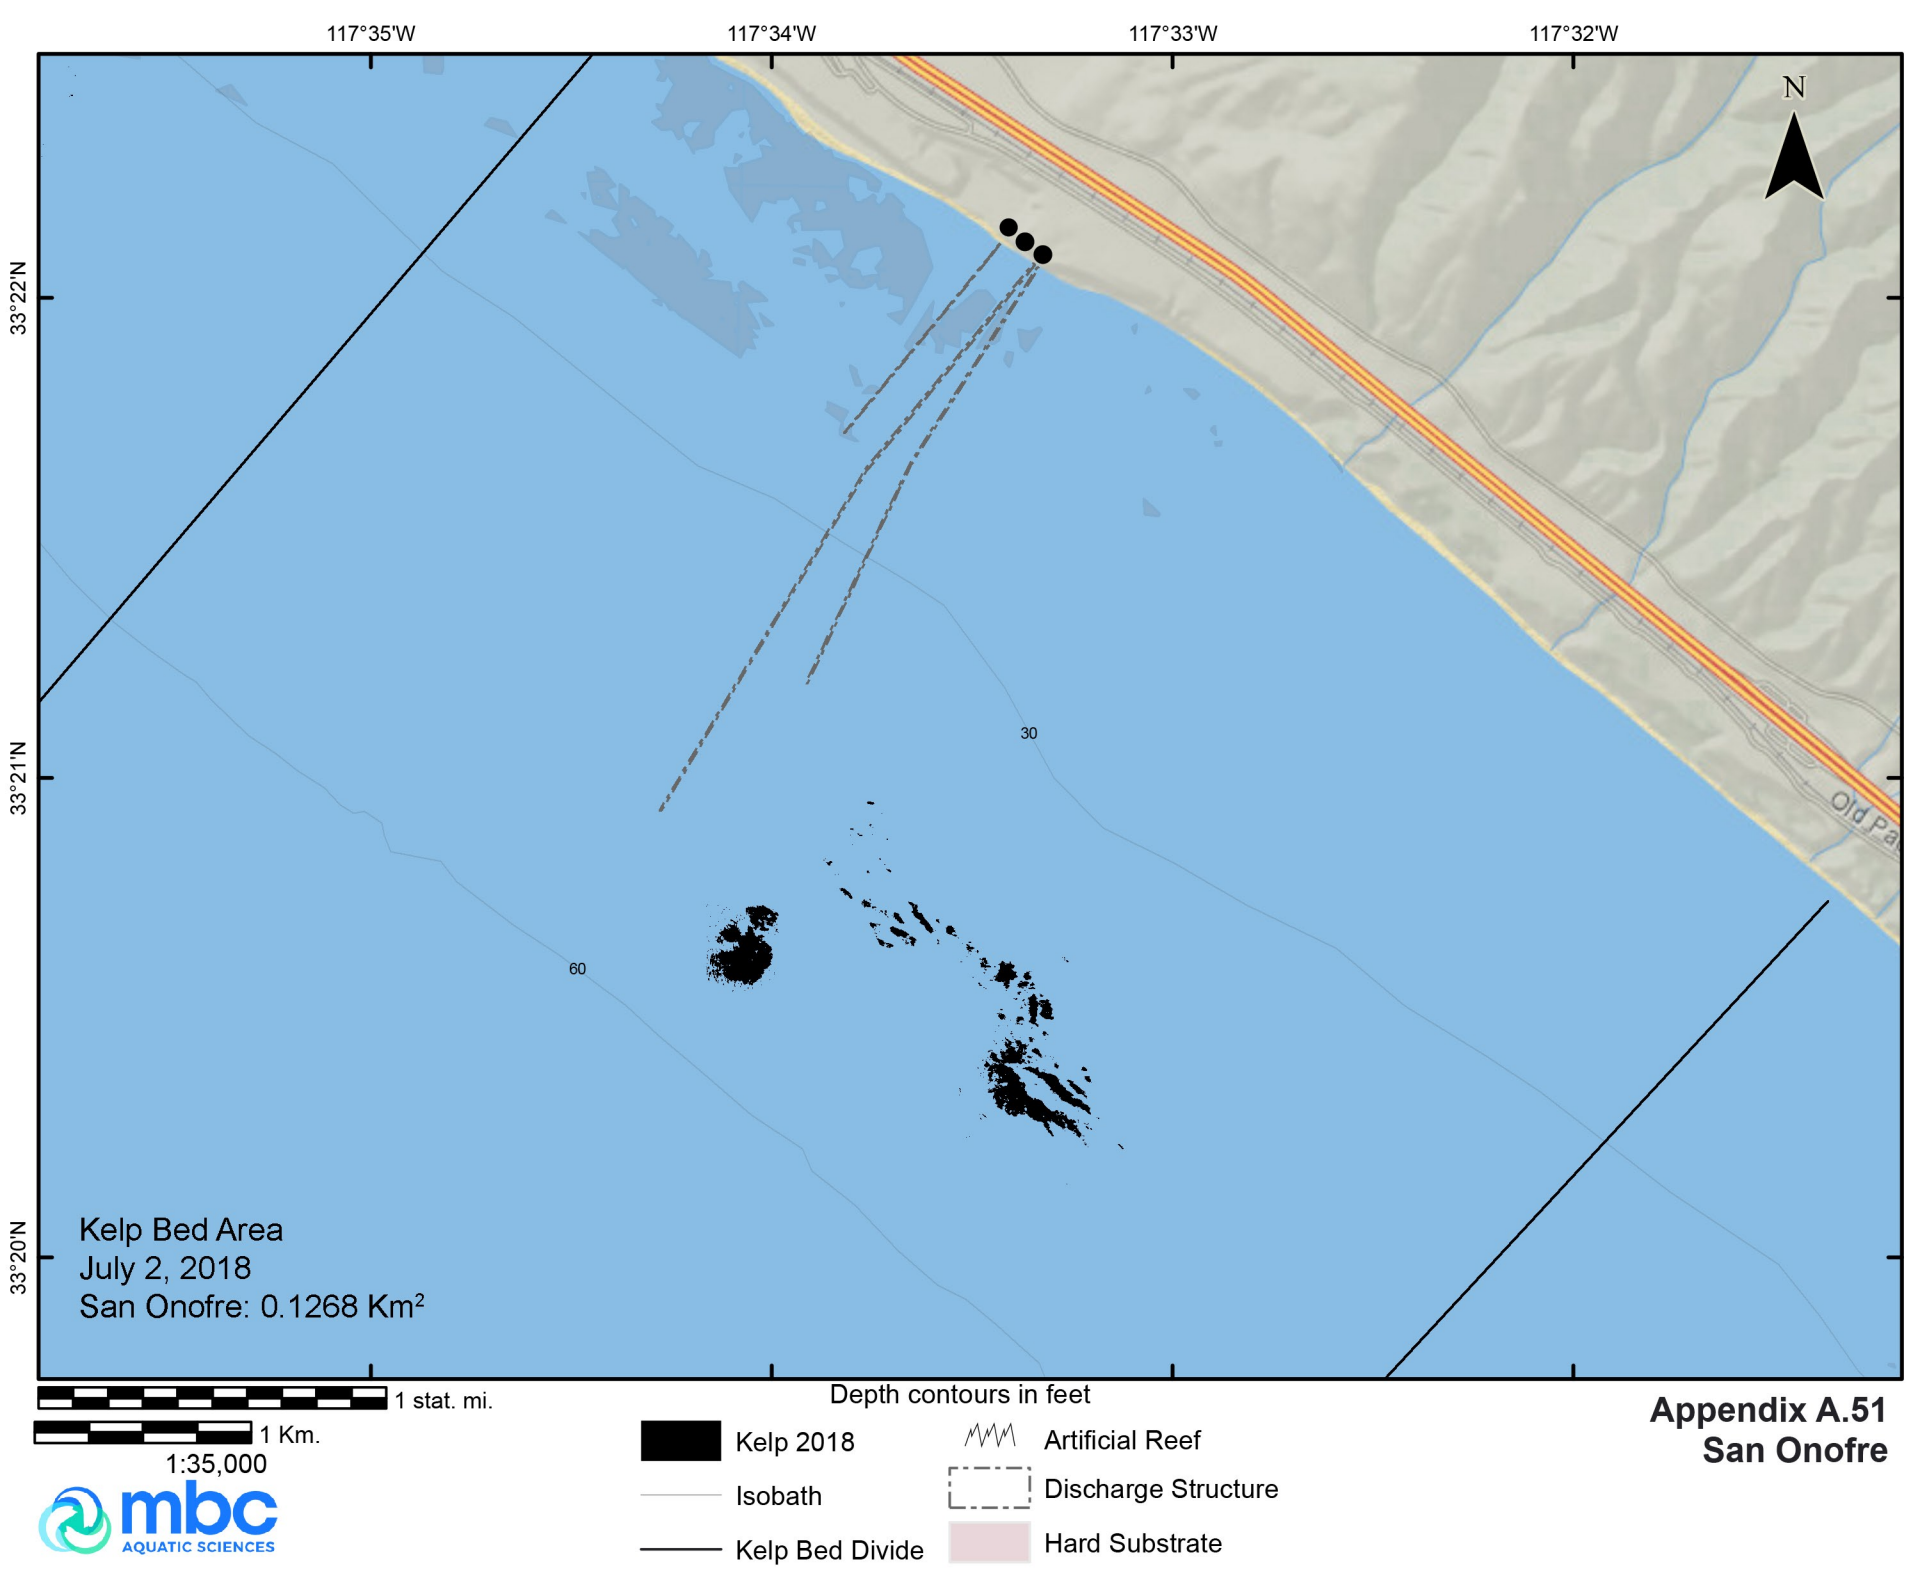 117°35'W 117°34'W 117°33'W 117°32'W
N
33°22'N
33°21'N
33°20'N
30
60
Old Pa
Kelp Bed Area
July 2, 2018
San Onofre: 0.1268 Km²
1 stat. mi.
1 Km.
1:35,000
mbc
AQUATIC SCIENCES
Depth contours in feet
Kelp 2018
Isobath
Kelp Bed Divide
Artificial Reef
Discharge Structure
Hard Substrate
Appendix A.51
San Onofre